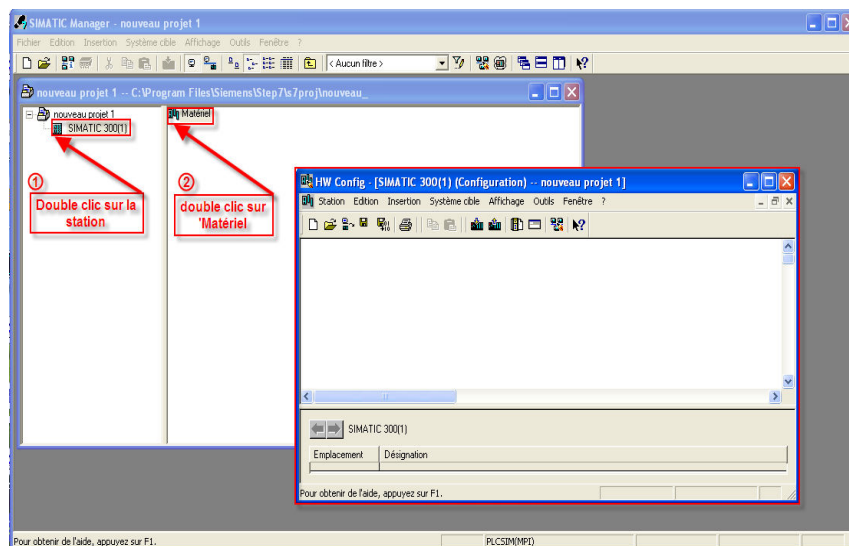 SIMATIC Manager - nouveau projet 1
Fichier Edition Insertion Système cible Affichage Outils Fenêtre ?
< Aucun filtre >
nouveau projet 1 -- C:\Program Files\Siemens\Step7\s7proj\nouveau_
nouveau projet 1
SIMATIC 300(1)
Matériel
①
Double clic sur la
station
②
double clic sur
'Matériel
HW Config - [SIMATIC 300(1) (Configuration) -- nouveau projet 1]
Station Edition Insertion Système cible Affichage Outils Fenêtre ?
SIMATIC 300(1)
Emplacement Désignation
Pour obtenir de l'aide, appuyez sur F1.
Pour obtenir de l'aide, appuyez sur F1. PLCSIM(MPI)